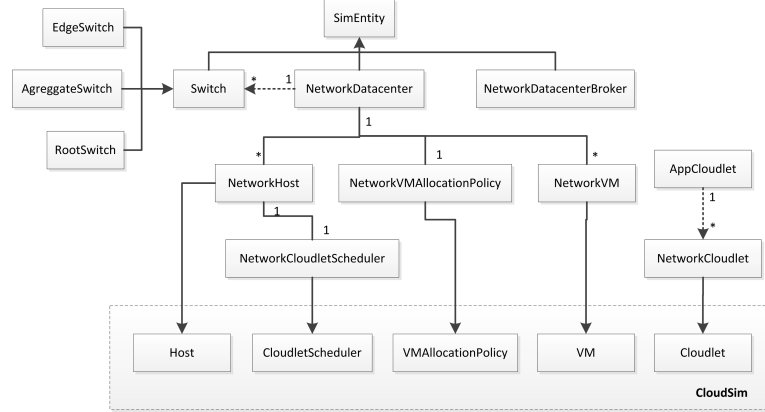 SimEntity
EdgeSwitch
AgreggateSwitch
Switch
* 1
NetworkDatacenter
NetworkDatacenterBroker
RootSwitch
1
* 1 *
NetworkHost
NetworkVMAllocationPolicy
NetworkVM
AppCloudlet
1
1
1
*
NetworkCloudletScheduler
NetworkCloudlet
Host
CloudletScheduler
VMAllocationPolicy
VM
Cloudlet
CloudSim